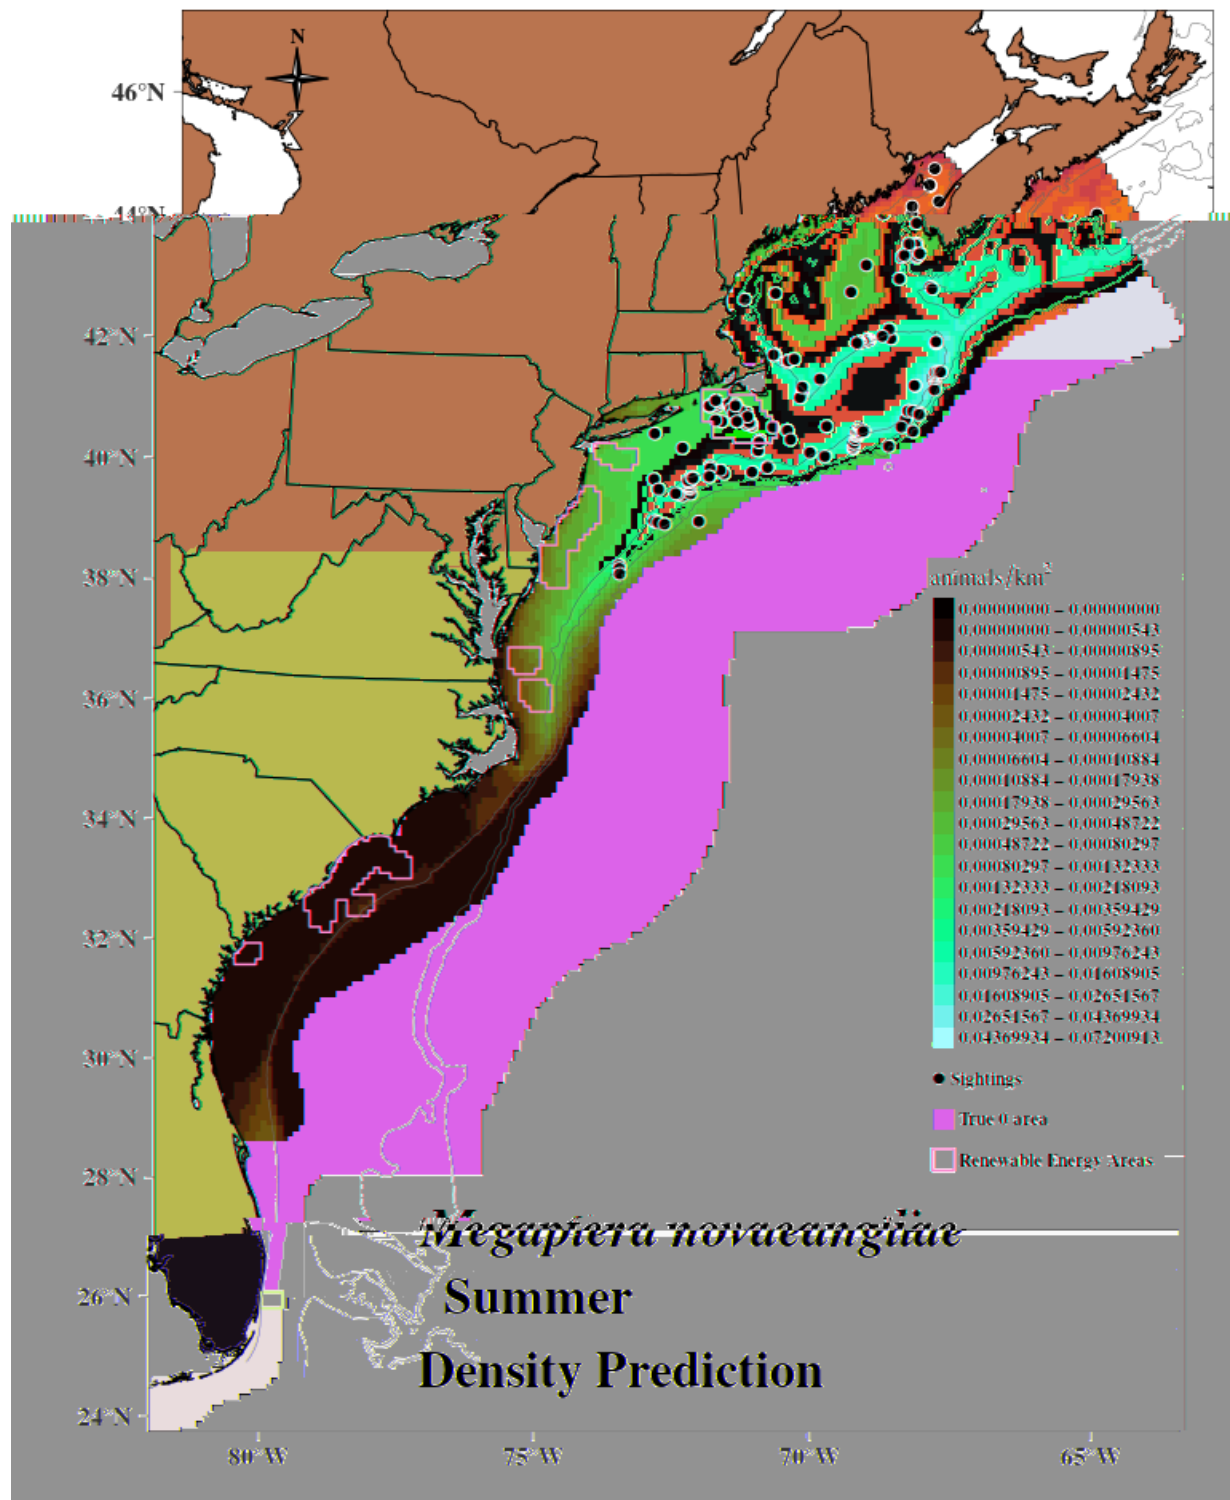 N
46°N
44°N
42°N
40°N
38°N
36°N
34°N
32°N
30°N
28°N
26°N
24°N
80°W
75°W
70°W
65°W
animals/km²
0.00000000 – 0.00000000
0.00000000 – 0.00000543
0.00000543 – 0.00000895
0.00000895 – 0.00001475
0.00001475 – 0.00002432
0.00002432 – 0.00004007
0.00004007 – 0.00006604
0.00006604 – 0.00010884
0.00010884 – 0.00017938
0.00017938 – 0.00029563
0.00029563 – 0.00048722
0.00048722 – 0.00080297
0.00080297 – 0.00132333
0.00132333 – 0.00218093
0.00218093 – 0.00359429
0.00359429 – 0.00592360
0.00592360 – 0.00976243
0.00976243 – 0.01608905
0.01608905 – 0.02651567
0.02651567 – 0.04369934
0.04369934 – 0.07200913
Sightings
True 0 area
Renewable Energy Areas
Megaptera novaeangliae
Summer
Density Prediction